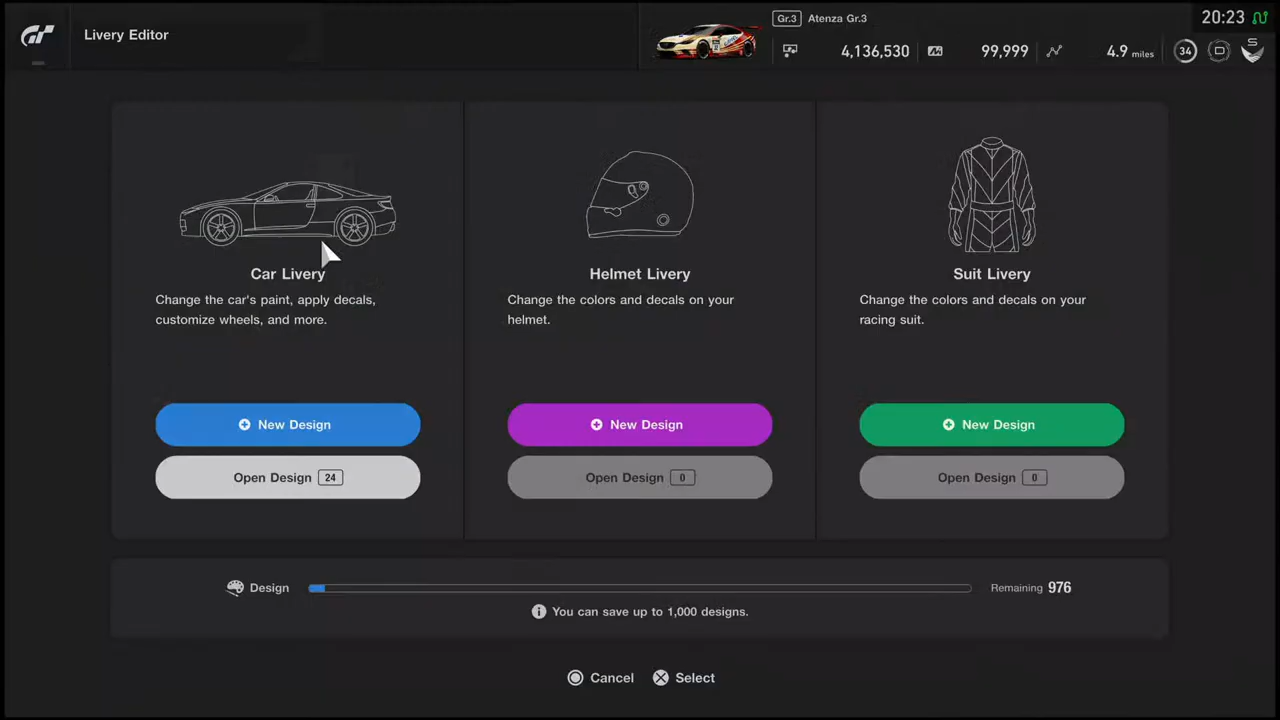 Livery Editor
Gr.3 Atenza Gr.3
20:23
4,136,530
99,999
4.9 miles
34
S
Car Livery
Change the car's paint, apply decals,
customize wheels, and more.
New Design
Open Design 24
Helmet Livery
Change the colors and decals on your
helmet.
New Design
Open Design 0
Suit Livery
Change the colors and decals on your
racing suit.
New Design
Open Design 0
Design
Remaining 976
You can save up to 1,000 designs.
Cancel
Select